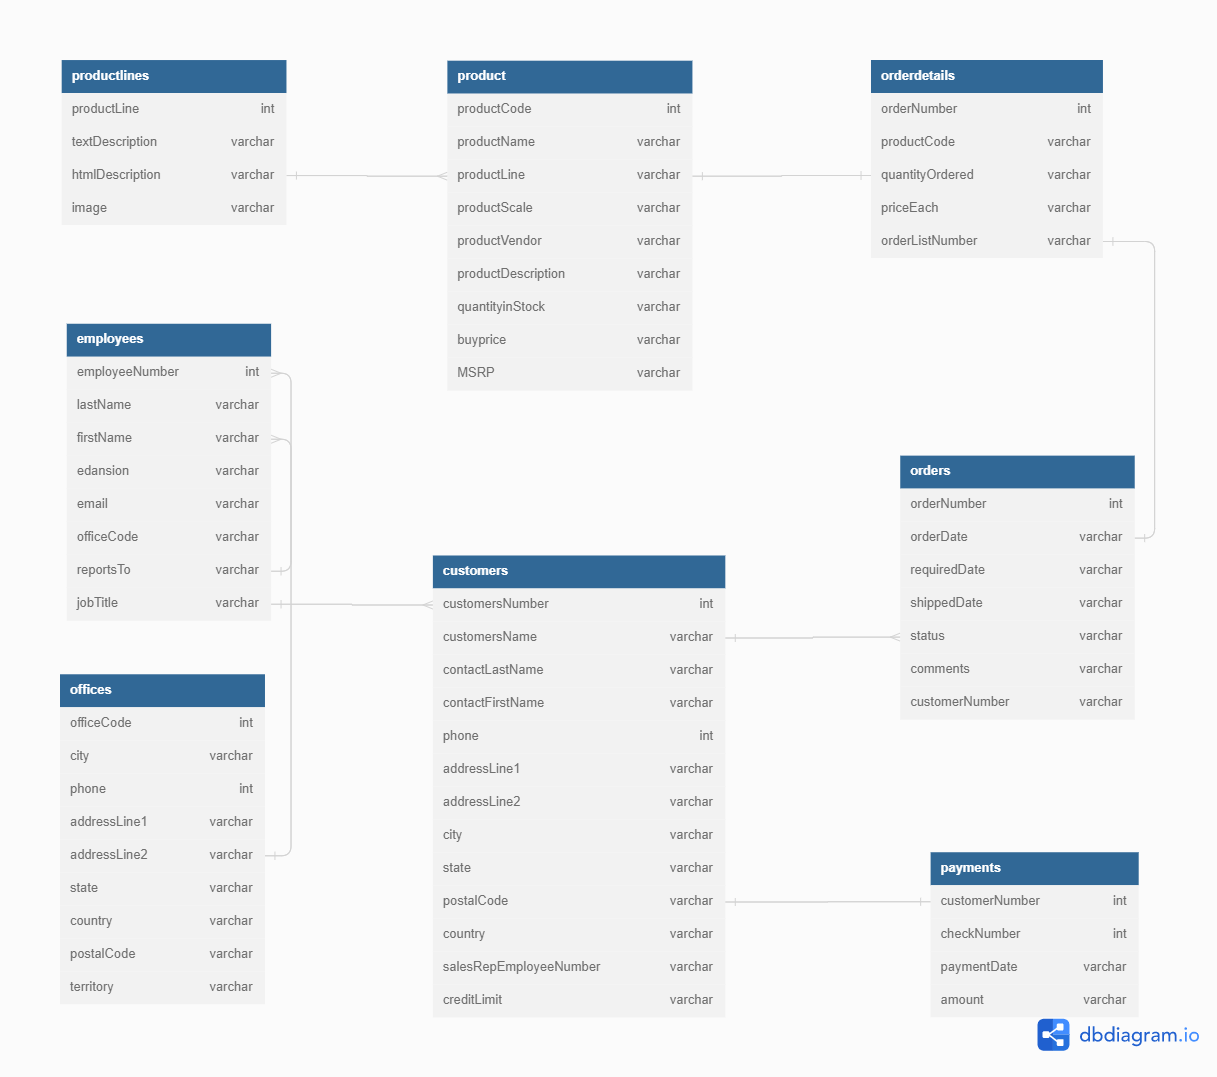 productlines
productLine int
textDescription varchar
htmlDescription varchar
image varchar
product
productCode int
productName varchar
productLine varchar
productScale varchar
productVendor varchar
productDescription varchar
quantityinStock varchar
buyprice varchar
MSRP varchar
orderdetails
orderNumber int
productCode varchar
quantityOrdered varchar
priceEach varchar
orderListNumber varchar
employees
employeeNumber int
lastName varchar
firstName varchar
edansion varchar
email varchar
officeCode varchar
reportsTo varchar
jobTitle varchar
orders
orderNumber int
orderDate varchar
requiredDate varchar
shippedDate varchar
status varchar
comments varchar
customerNumber varchar
customers
customersNumber int
customersName varchar
contactLastName varchar
contactFirstName varchar
phone int
addressLine1 varchar
addressLine2 varchar
city varchar
state varchar
postalCode varchar
country varchar
salesRepEmployeeNumber varchar
creditLimit varchar
offices
officeCode int
city varchar
phone int
addressLine1 varchar
addressLine2 varchar
state varchar
country varchar
postalCode varchar
territory varchar
payments
customerNumber int
checkNumber int
paymentDate varchar
amount varchar
dbdiagram.io